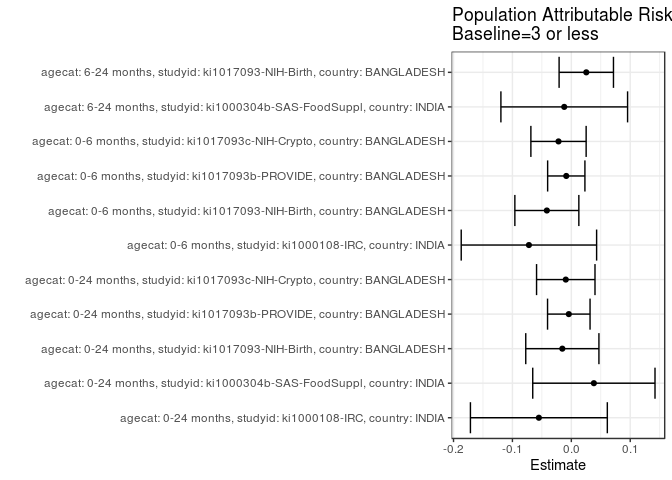 Population Attributable Risk
Baseline=3 or less
agecat: 6-24 months, studyid: ki1017093-NIH-Birth, country: BANGLADESH
agecat: 6-24 months, studyid: ki1000304b-SAS-FoodSuppl, country: INDIA
agecat: 0-6 months, studyid: ki1017093c-NIH-Crypto, country: BANGLADESH
agecat: 0-6 months, studyid: ki1017093b-PROVIDE, country: BANGLADESH
agecat: 0-6 months, studyid: ki1017093-NIH-Birth, country: BANGLADESH
agecat: 0-6 months, studyid: ki1000108-IRC, country: INDIA
agecat: 0-24 months, studyid: ki1017093c-NIH-Crypto, country: BANGLADESH
agecat: 0-24 months, studyid: ki1017093b-PROVIDE, country: BANGLADESH
agecat: 0-24 months, studyid: ki1017093-NIH-Birth, country: BANGLADESH
agecat: 0-24 months, studyid: ki1000304b-SAS-FoodSuppl, country: INDIA
agecat: 0-24 months, studyid: ki1000108-IRC, country: INDIA
-0.2 -0.1 0.0 0.1
Estimate